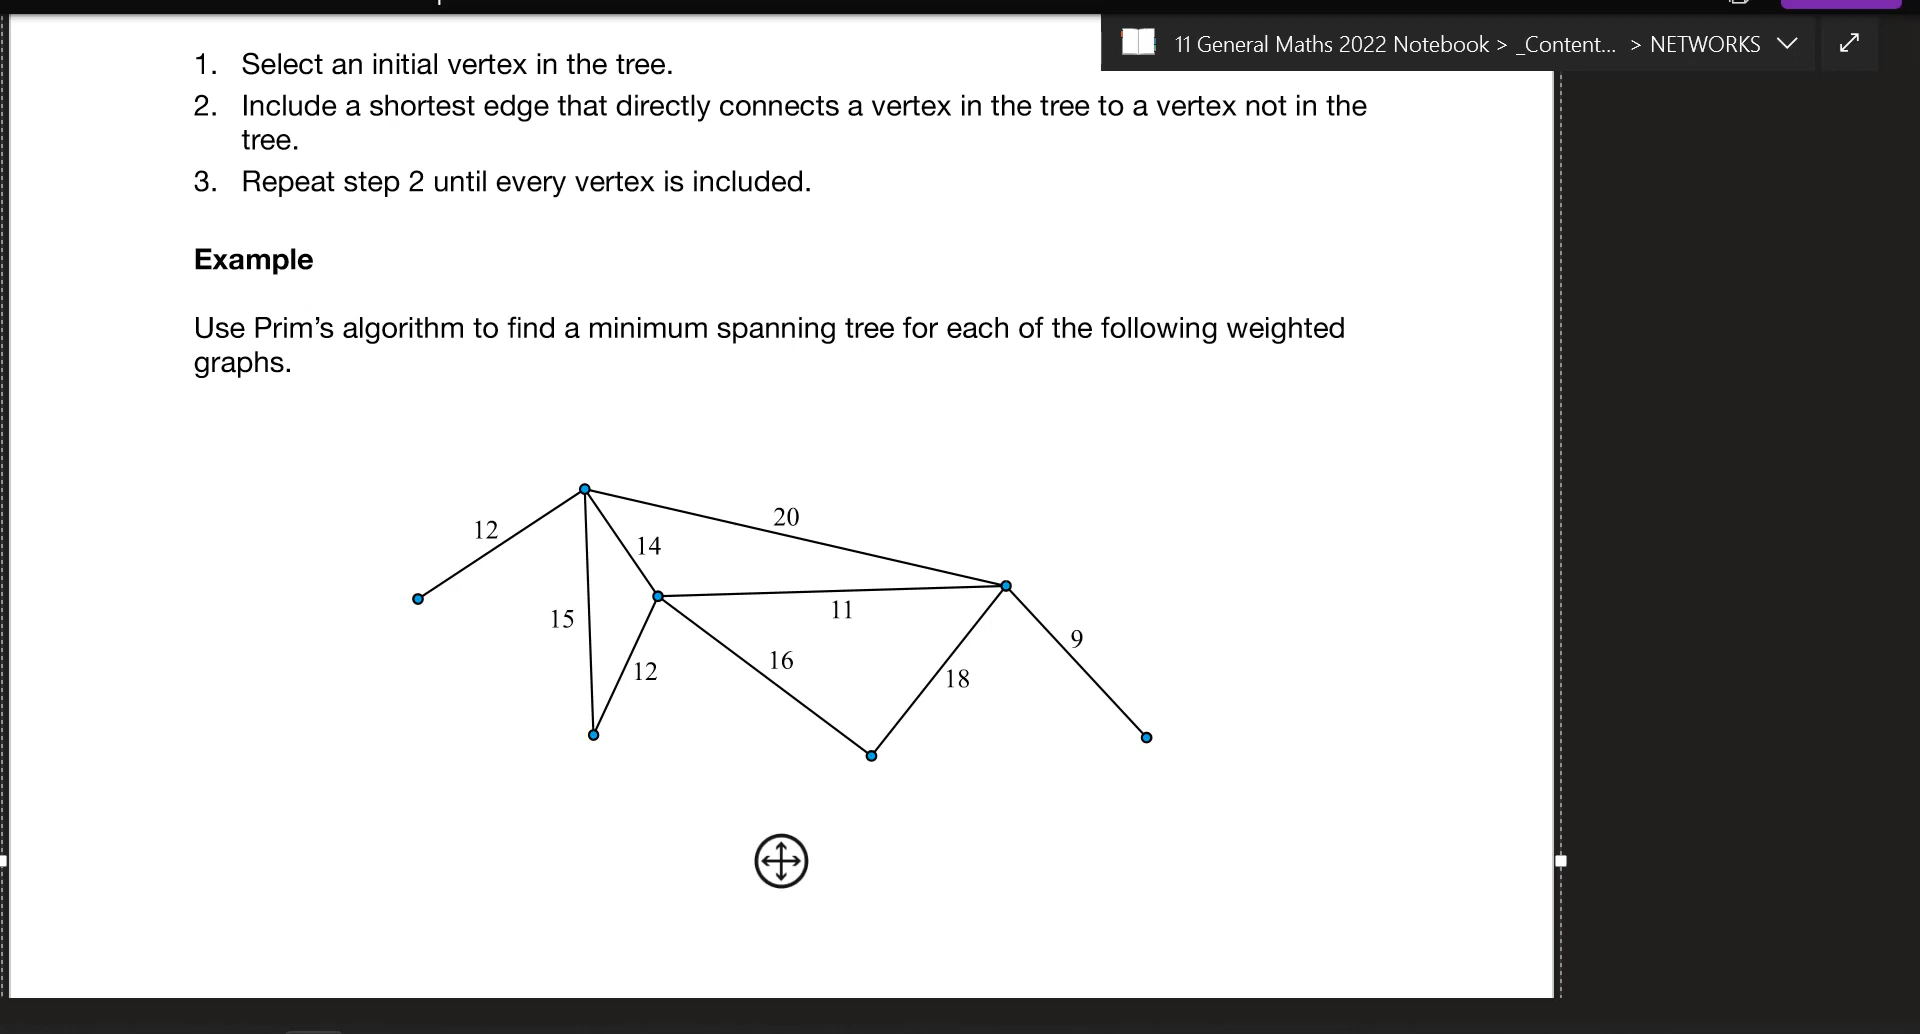 11 General Maths 2022 Notebook > _Content... > NETWORKS
1. Select an initial vertex in the tree.
2. Include a shortest edge that directly connects a vertex in the tree to a vertex not in the
tree.
3. Repeat step 2 until every vertex is included.
Example
Use Prim’s algorithm to find a minimum spanning tree for each of the following weighted
graphs.
20
12
14
11
15
9
16
12
18